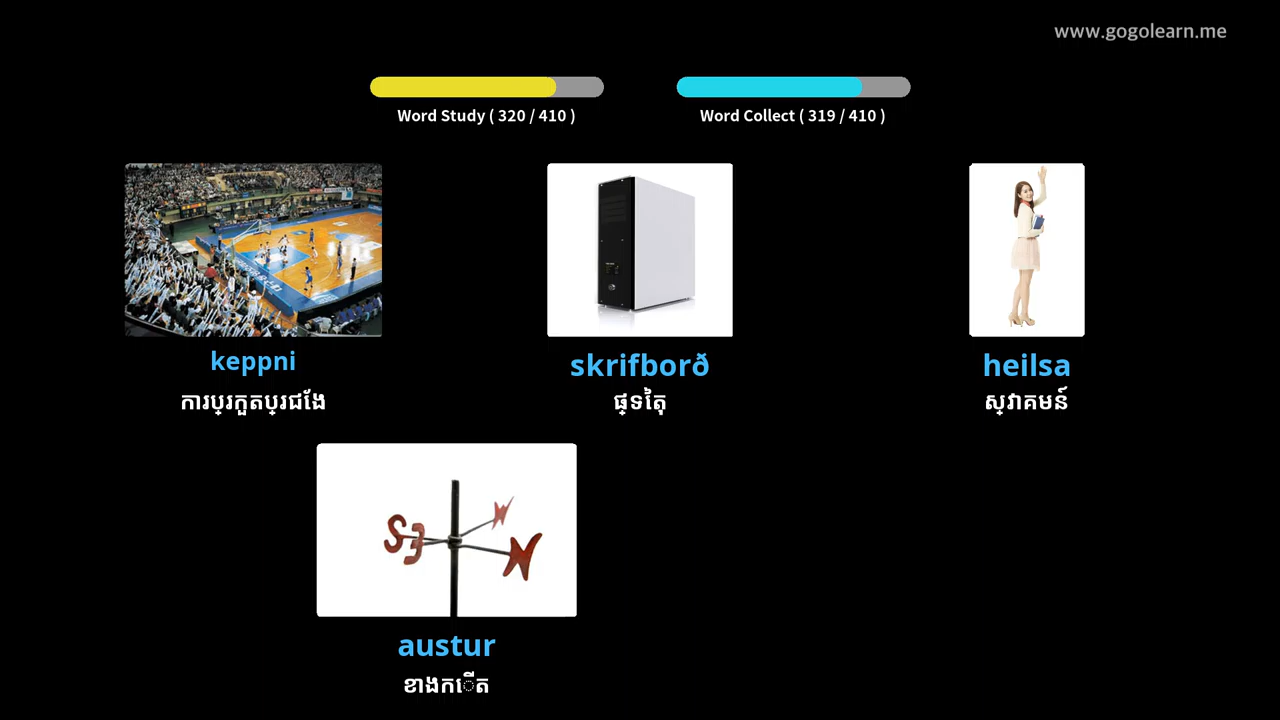 www.gogolearn.me
Word Study ( 320 / 410 )
Word Collect ( 319 / 410 )
keppni
skrifborð
heilsa
ការប្រកួតប្រជែង
ផ្ទៃតុ
ស្វាគមន៍
S
E
N
austur
ខាងកើត